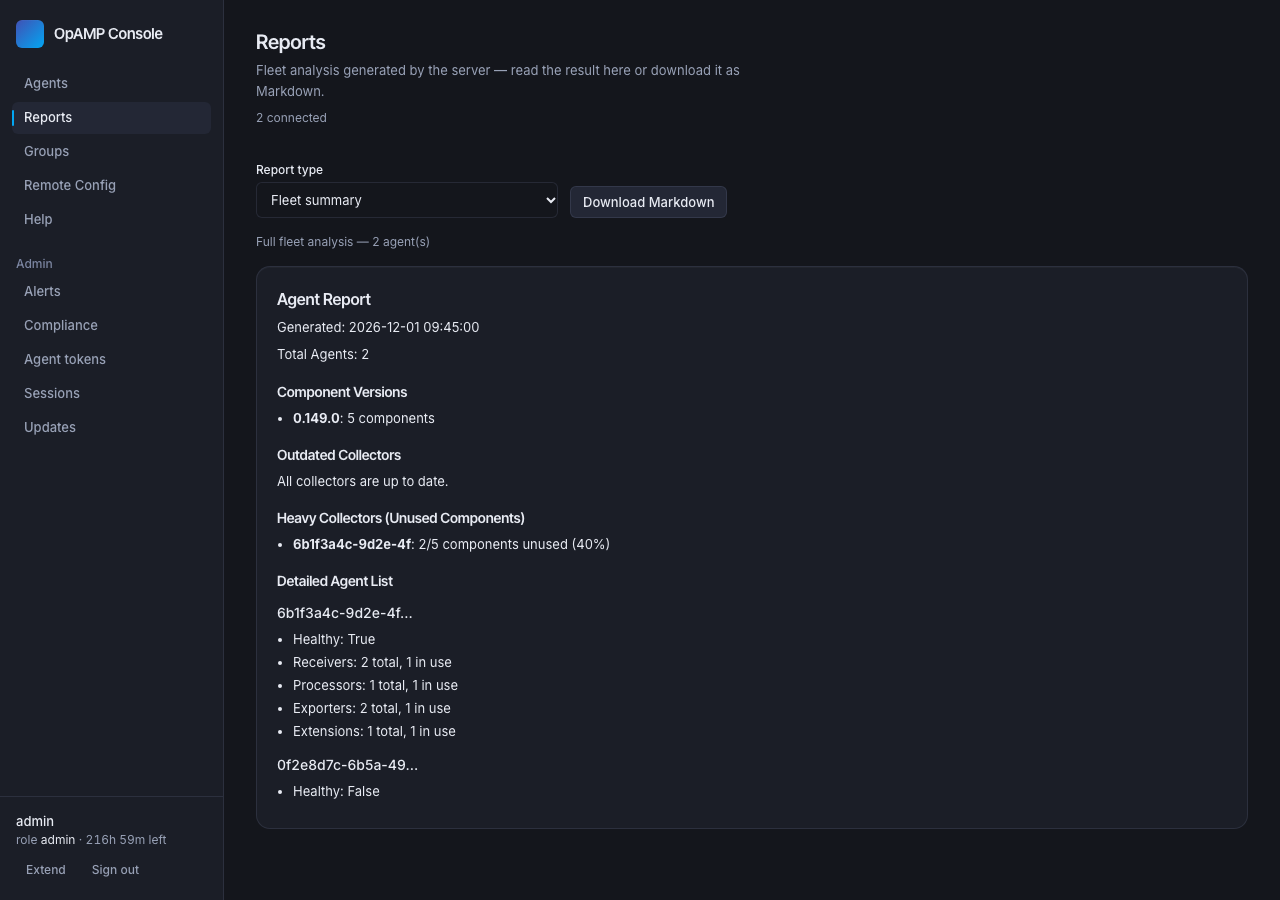 OpAMP Console
Agents
Reports
Groups
Remote Config
Help
Admin
Alerts
Compliance
Agent tokens
Sessions
Updates
admin
role admin · 216h 59m left
Extend
Sign out
Reports
Fleet analysis generated by the server — read the result here or download it as
Markdown.
2 connected
Report type
Fleet summary
Download Markdown
Full fleet analysis — 2 agent(s)
Agent Report
Generated: 2026-12-01 09:45:00
Total Agents: 2
Component Versions
• 0.149.0: 5 components
Outdated Collectors
All collectors are up to date.
Heavy Collectors (Unused Components)
• 6b1f3a4c-9d2e-4f: 2/5 components unused (40%)
Detailed Agent List
6b1f3a4c-9d2e-4f...
• Healthy: True
• Receivers: 2 total, 1 in use
• Processors: 1 total, 1 in use
• Exporters: 2 total, 1 in use
• Extensions: 1 total, 1 in use
0f2e8d7c-6b5a-49...
• Healthy: False